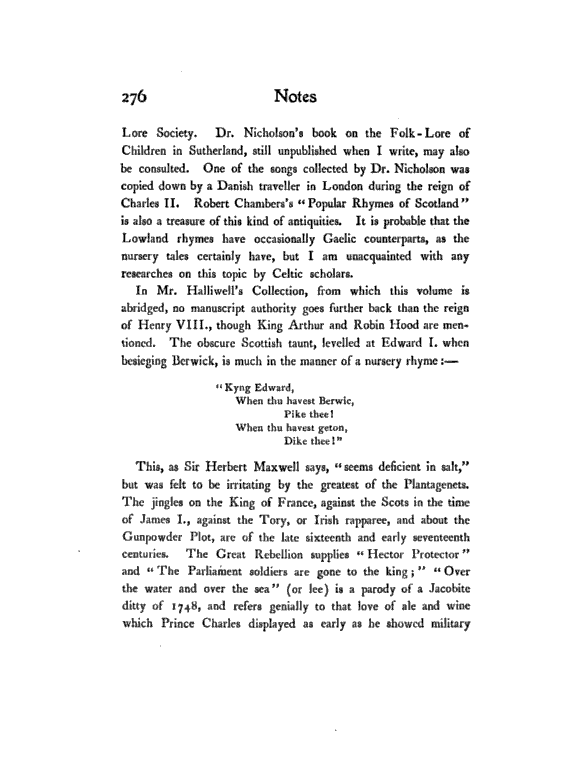 276 Notes
Lore Society. Dr. Nicholson's book on the Folk-Lore of
Children in Sutherland, still unpublished when I write, may also
be consulted. One of the songs collected by Dr. Nicholson was
copied down by a Danish traveller in London during the reign of
Charles II. Robert Chambers's “Popular Rhymes of Scotland”
is also a treasure of this kind of antiquities. It is probable that the
Lowland rhymes have occasionally Gaelic counterparts, as the
nursery tales certainly have, but I am unacquainted with any
researches on this topic by Celtic scholars.
In Mr. Halliwell's Collection, from which this volume is
abridged, no manuscript authority goes further back than the reign
of Henry VIII., though King Arthur and Robin Hood are men-
tioned. The obscure Scottish taunt, levelled at Edward I. when
besieging Berwick, is much in the manner of a nursery rhyme:—
“Kyng Edward,
When thu havest Berwic,
Pike thee!
When thu havest geton,
Dike thee!”
This, as Sir Herbert Maxwell says, “seems deficient in salt,”
but was felt to be irritating by the greatest of the Plantagenets.
The jingles on the King of France, against the Scots in the time
of James I., against the Tory, or Irish rapparee, and about the
Gunpowder Plot, are of the late sixteenth and early seventeenth
centuries. The Great Rebellion supplies “Hector Protector”
and “The Parliament soldiers are gone to the king;” “Over
the water and over the sea” (or lee) is a parody of a Jacobite
ditty of 1748, and refers genially to that love of ale and wine
which Prince Charles displayed as early as he showed military